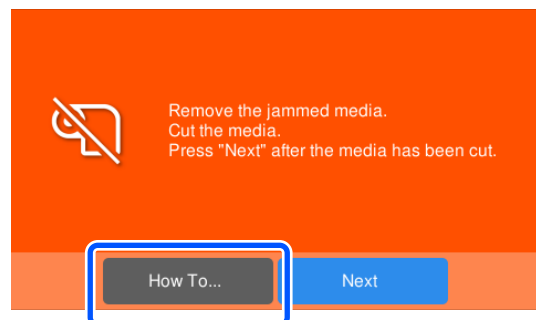 Remove the jammed media.
Cut the media.
Press "Next" after the media has been cut.
How To...
Next